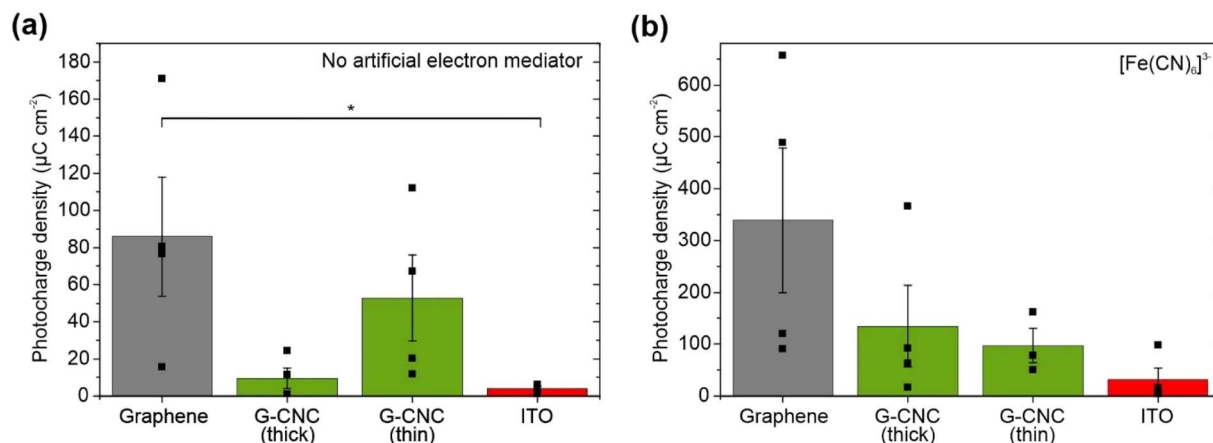 (a)
No artificial electron mediator
*
Photocharge density (µC cm⁻²)
180
160
140
120
100
80
60
40
20
0
Graphene
G-CNC
(thick)
G-CNC
(thin)
ITO
(b)
[Fe(CN)₆]³⁻
Photocharge density (µC cm⁻²)
600
500
400
300
200
100
0
Graphene
G-CNC
(thick)
G-CNC
(thin)
ITO